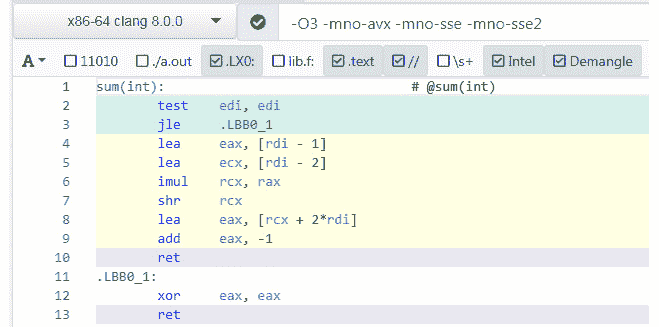 x86-64 clang 8.0.0 -O3 -mno-avx -mno-sse -mno-sse2
A 11010 ./a.out .LX0: lib.f: .text // \s+ Intel Demangle
1 sum(int): # @sum(int)
2 test edi, edi
3 jle .LBB0_1
4 lea eax, [rdi - 1]
5 lea ecx, [rdi - 2]
6 imul rcx, rax
7 shr rcx
8 lea eax, [rcx + 2*rdi]
9 add eax, -1
10 ret
11 .LBB0_1:
12 xor eax, eax
13 ret